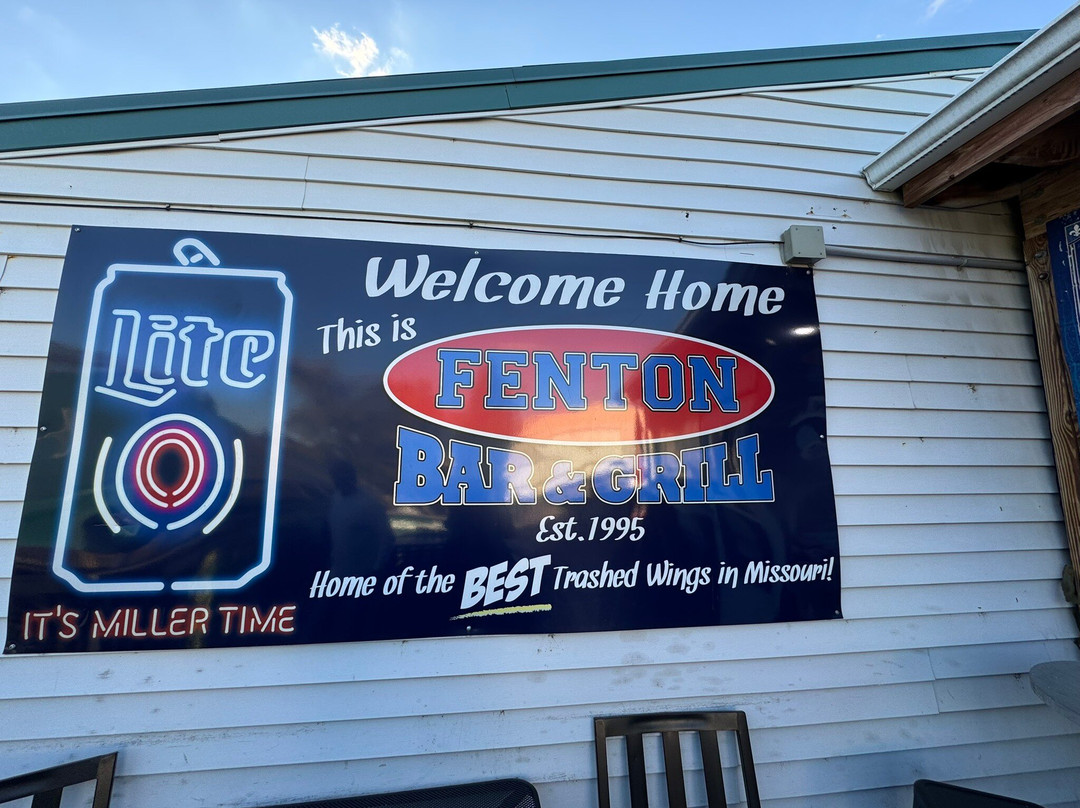 Welcome Home
This is
FENTON
BAR & GRILL
Est. 1995
Home of the BEST Trashed Wings in Missouri!
Lite
IT'S MILLER TIME